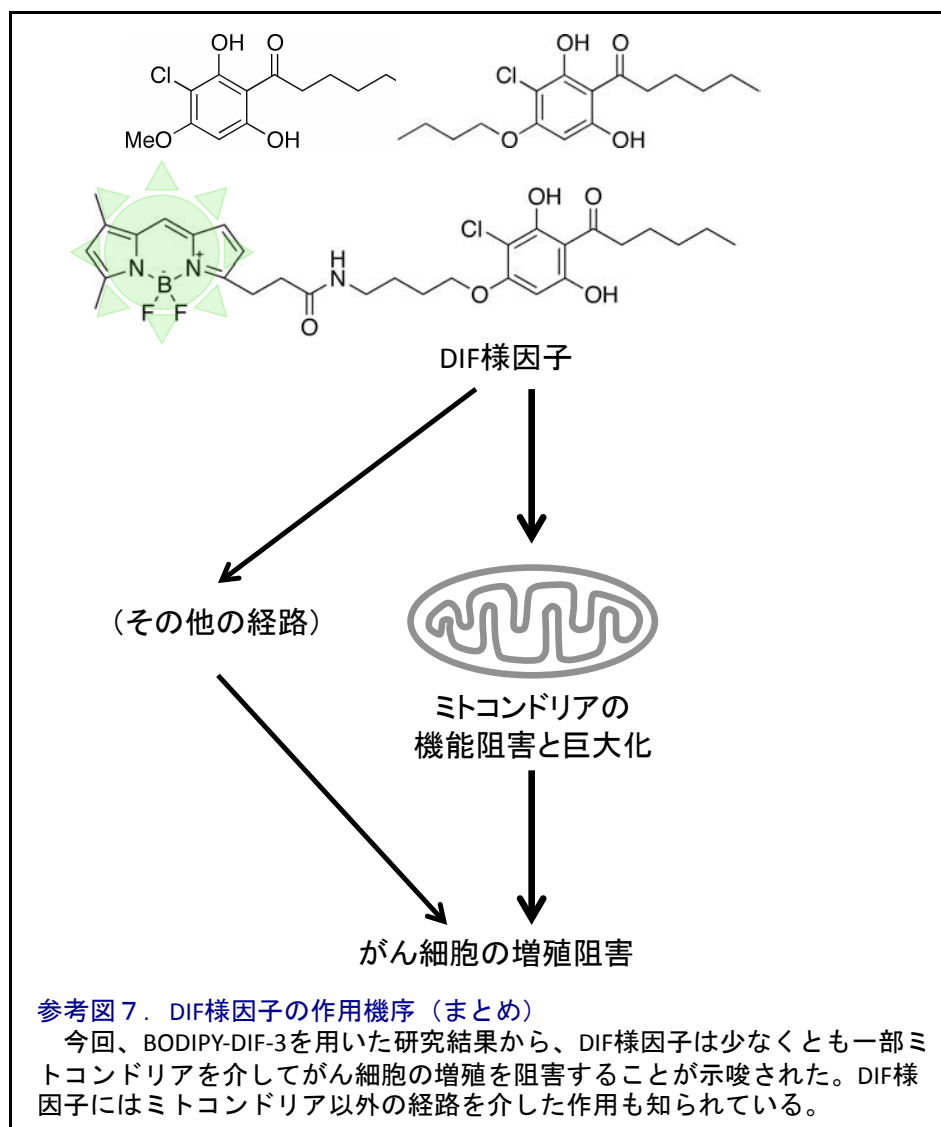 OH O
Cl
MeO OH
OH O
Cl
O OH
OH O
Cl
H
N
N N+
B-
F F
O
O OH
DIF様因子
（その他の経路）
ミトコンドリアの
機能阻害と巨大化
がん細胞の増殖阻害
参考図７．DIF様因子の作用機序（まとめ）
今回、BODIPY-DIF-3を用いた研究結果から、DIF様因子は少なくとも一部ミ
トコンドリアを介してがん細胞の増殖を阻害することが示唆された。DIF様
因子にはミトコンドリア以外の経路を介した作用も知られている。